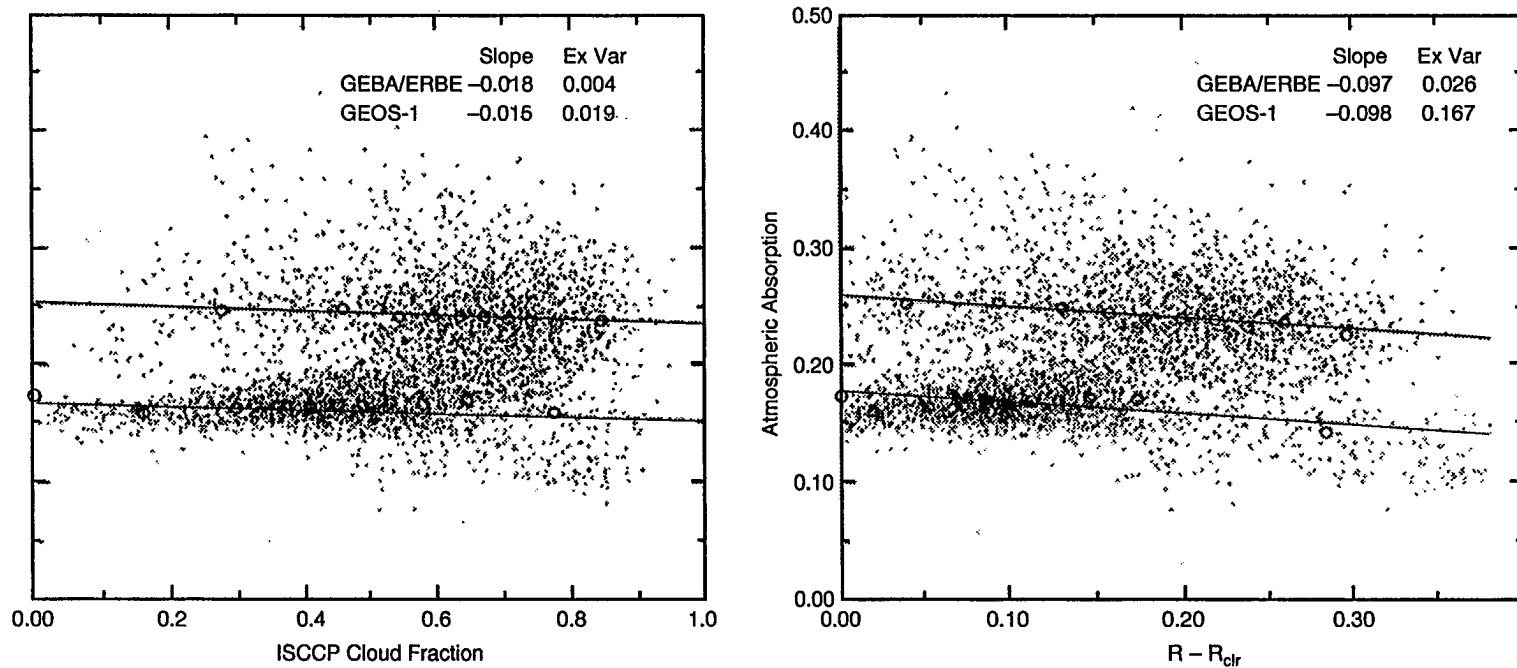 Slope Ex Var
GEBA/ERBE –0.018 0.004
GEOS-1 –0.015 0.019
0.00 0.2 0.4 0.6 0.8 1.0
ISCCP Cloud Fraction
0.50
0.40
0.30
0.20
0.10
0.00
Atmospheric Absorption
Slope Ex Var
GEBA/ERBE –0.097 0.026
GEOS-1 –0.098 0.167
0.00 0.10 0.20 0.30
R – Rclr